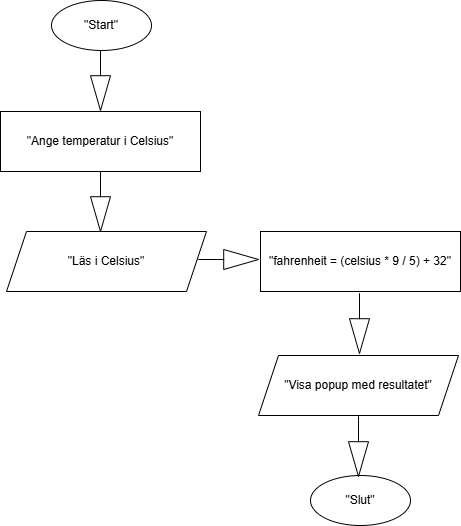 "Start"
"Ange temperatur i Celsius"
"Läs i Celsius"
"fahrenheit = (celsius * 9 / 5) + 32"
"Visa popup med resultatet"
"Slut"